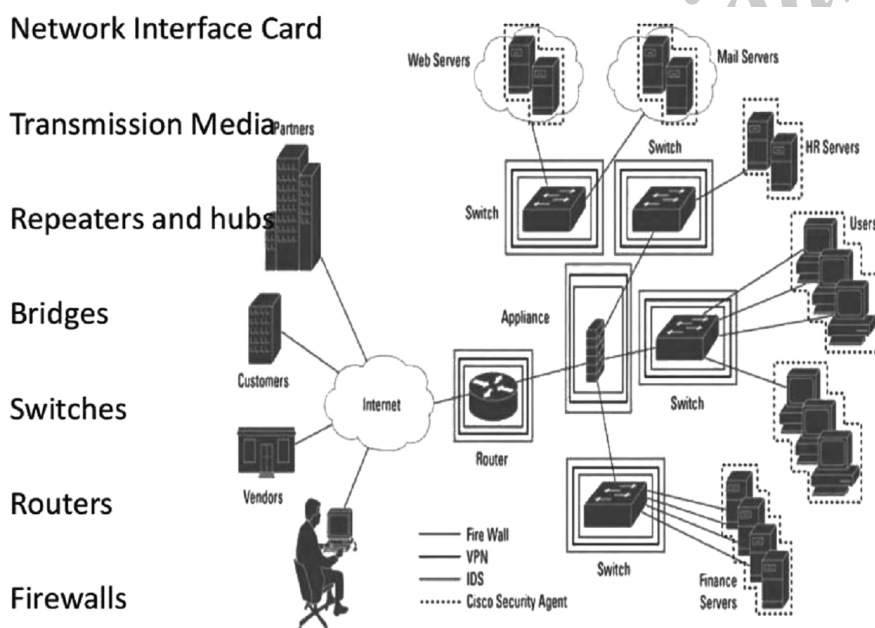 Network Interface Card
Transmission Media
Repeaters and hubs
Bridges
Switches
Routers
Firewalls
Web Servers
Mail Servers
Partners
Switch
HR Servers
Switch
Users
Appliance
Customers
Internet
Switch
Router
Vendors
Fire Wall
VPN
IDS
Cisco Security Agent
Switch
Finance
Servers